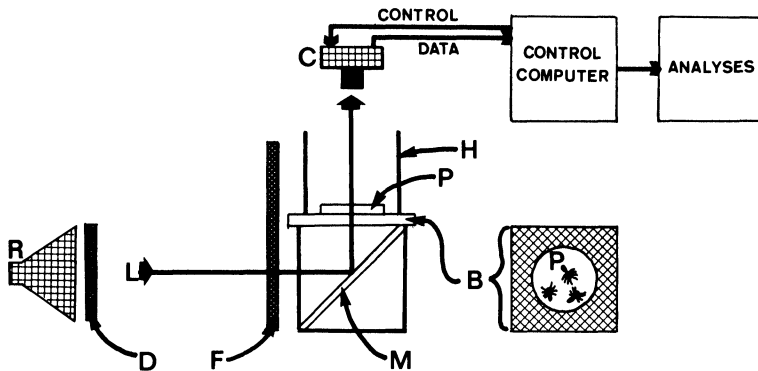 CONTROL
DATA
C
CONTROL
COMPUTER
ANALYSES
H
P
R
L
B
P
D
F
M